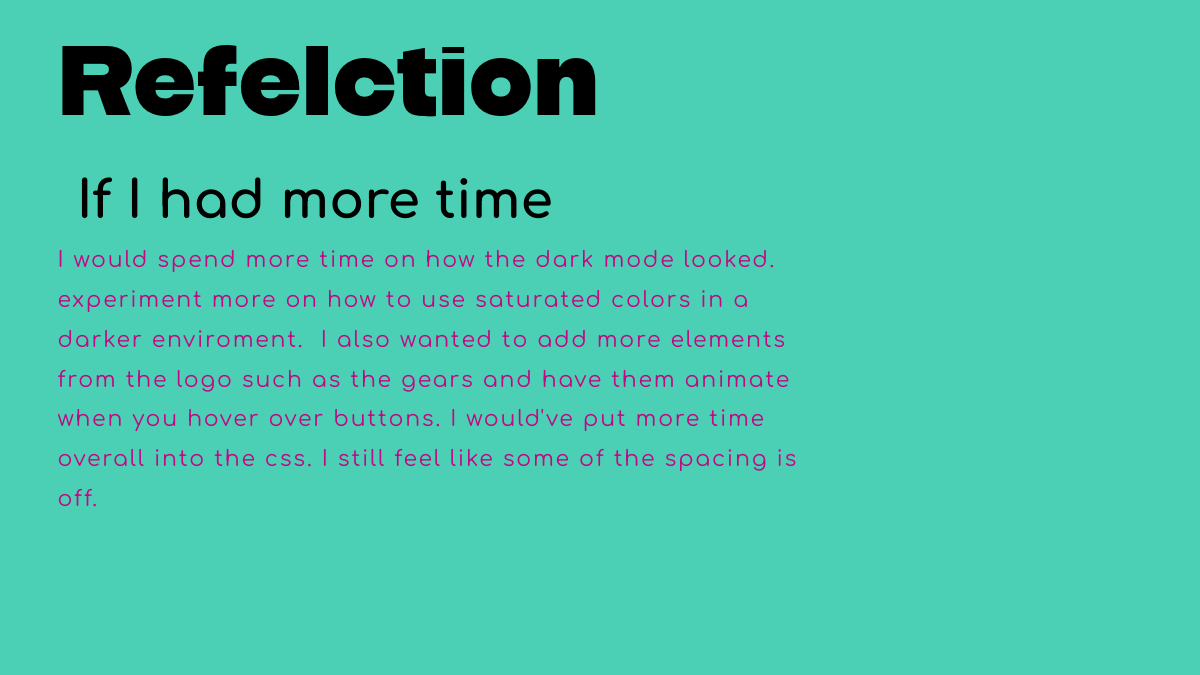 Refelction
If I had more time
I would spend more time on how the dark mode looked.
experiment more on how to use saturated colors in a
darker enviroment.  I also wanted to add more elements
from the logo such as the gears and have them animate
when you hover over buttons. I would've put more time
overall into the css. I still feel like some of the spacing is
off.